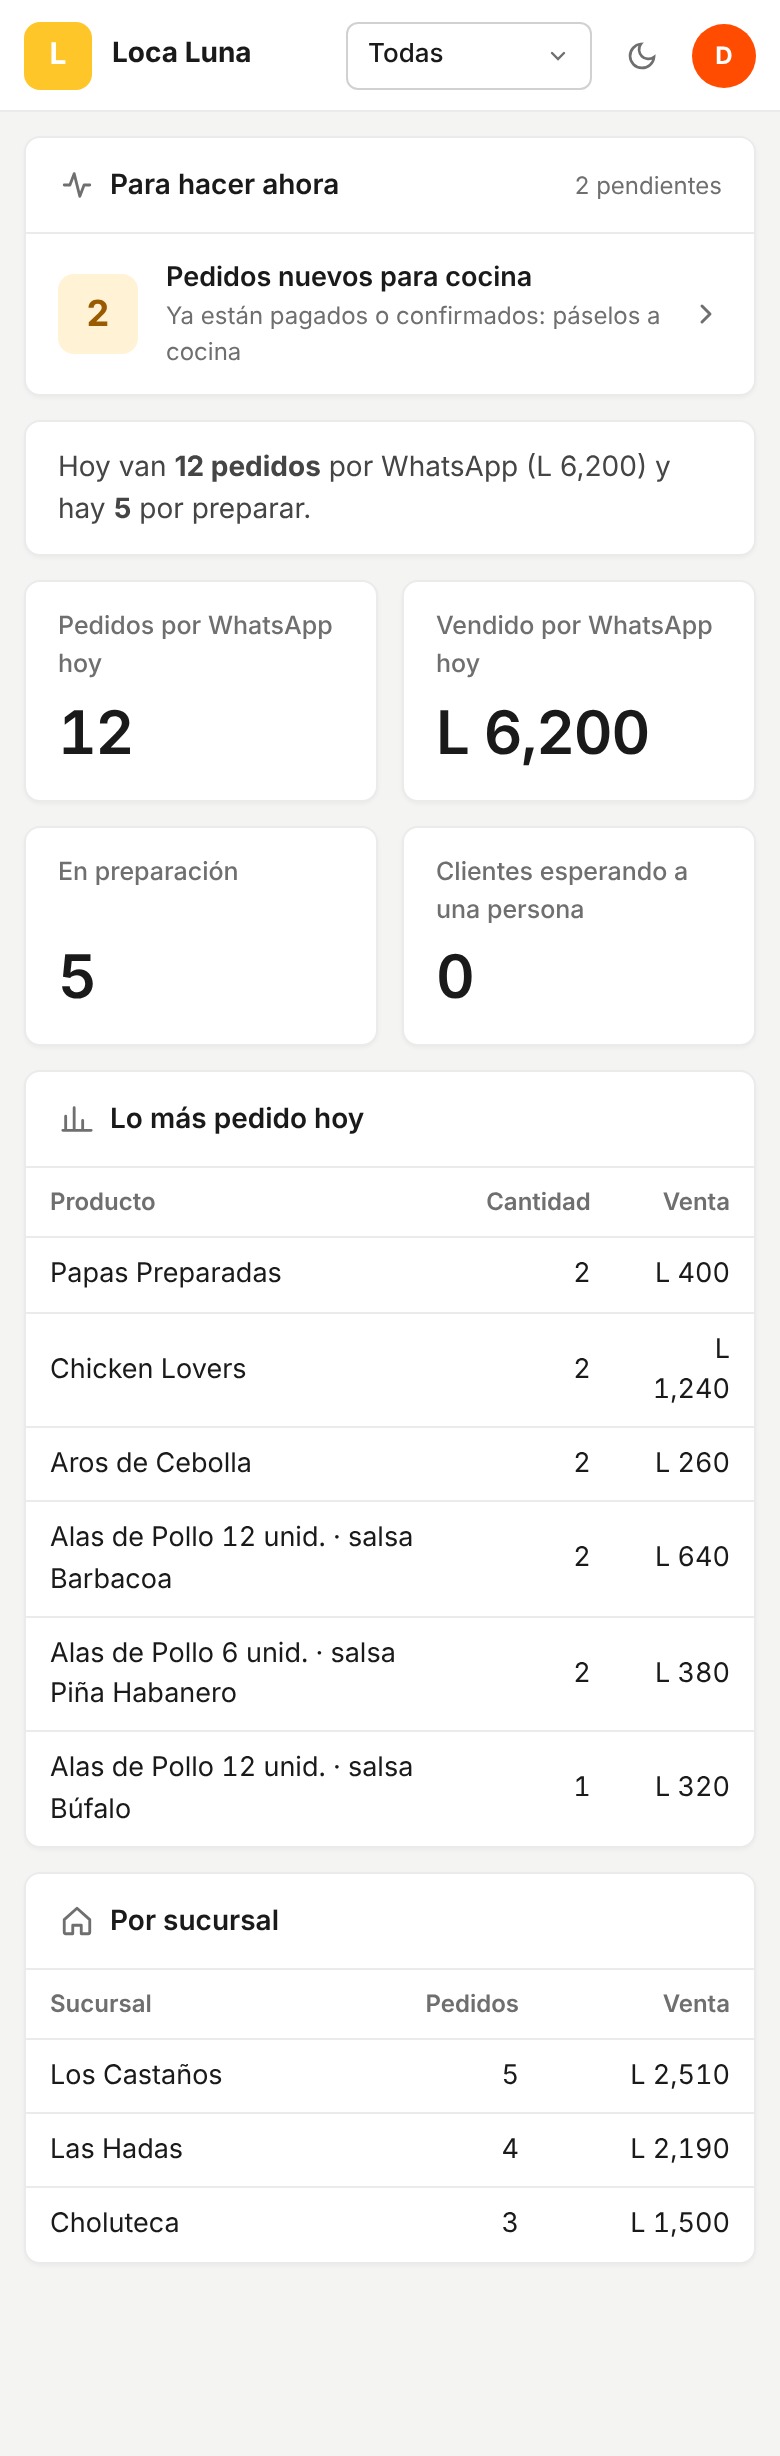 L
Loca Luna
Todas
D
Para hacer ahora
2 pendientes
2
Pedidos nuevos para cocina
Ya están pagados o confirmados: páselos a
cocina
Hoy van 12 pedidos por WhatsApp (L 6,200) y
hay 5 por preparar.
Pedidos por WhatsApp
hoy
12
Vendido por WhatsApp
hoy
L 6,200
En preparación
5
Clientes esperando a
una persona
0
Lo más pedido hoy
Producto Cantidad Venta
Papas Preparadas 2 L 400
Chicken Lovers 2 L
1,240
Aros de Cebolla 2 L 260
Alas de Pollo 12 unid. · salsa
Barbacoa
2 L 640
Alas de Pollo 6 unid. · salsa
Piña Habanero
2 L 380
Alas de Pollo 12 unid. · salsa
Búfalo
1 L 320
Por sucursal
Sucursal Pedidos Venta
Los Castaños 5 L 2,510
Las Hadas 4 L 2,190
Choluteca 3 L 1,500